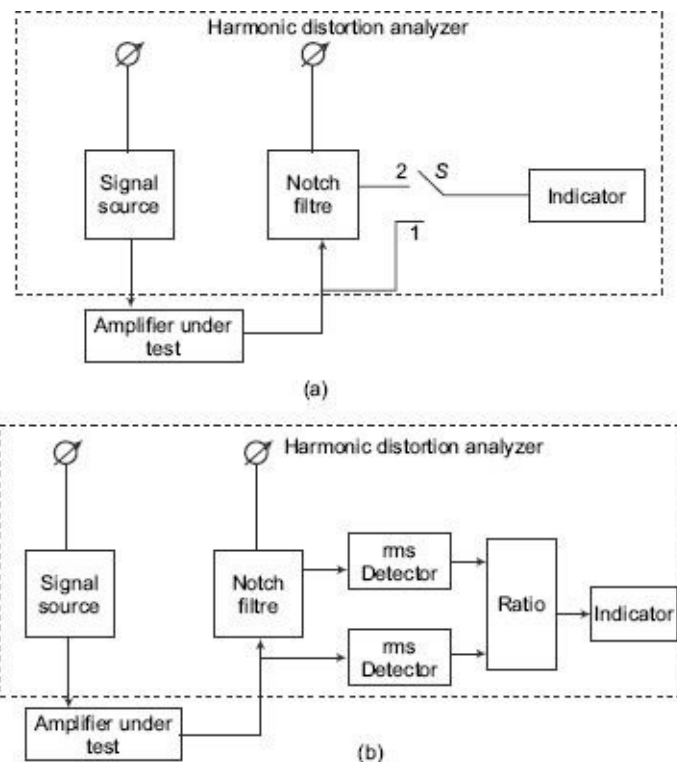 Harmonic distortion analyzer
Signal
source
Notch
filtre
2
S
Indicator
1
Amplifier under
test
(a)
Harmonic distortion analyzer
Signal
source
Notch
filtre
rms
Detector
Ratio
Indicator
rms
Detector
Amplifier under
test
(b)